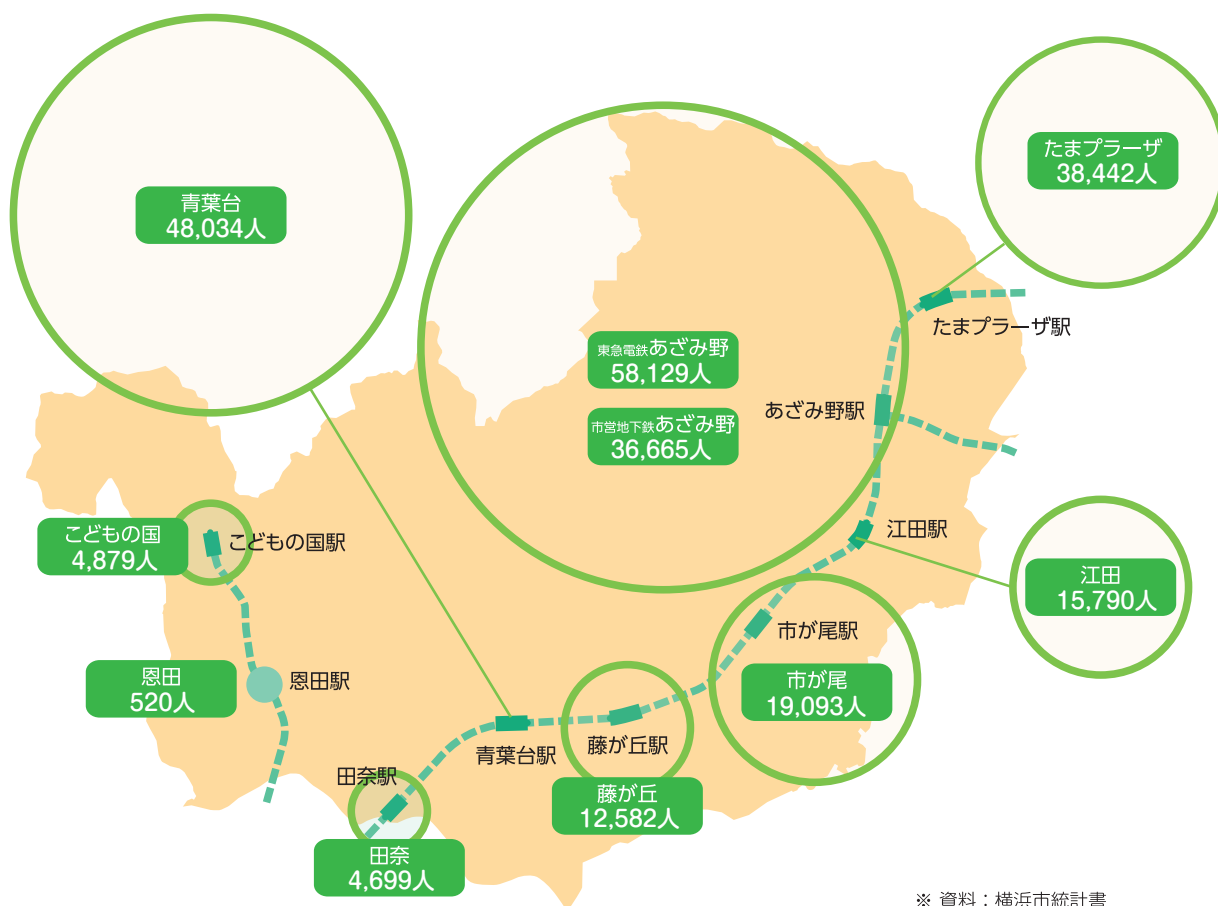 青葉台
48,034人
たまプラーザ
38,442人
たまプラーザ駅
東急電鉄あざみ野
58,129人
あざみ野駅
市営地下鉄あざみ野
36,665人
こどもの国
4,879人
こどもの国駅
江田駅
江田
15,790人
市が尾駅
市が尾
19,093人
恩田
520人
恩田駅
青葉台駅
藤が丘駅
藤が丘
12,582人
田奈駅
田奈
4,699人
※ 資料：横浜市統計書